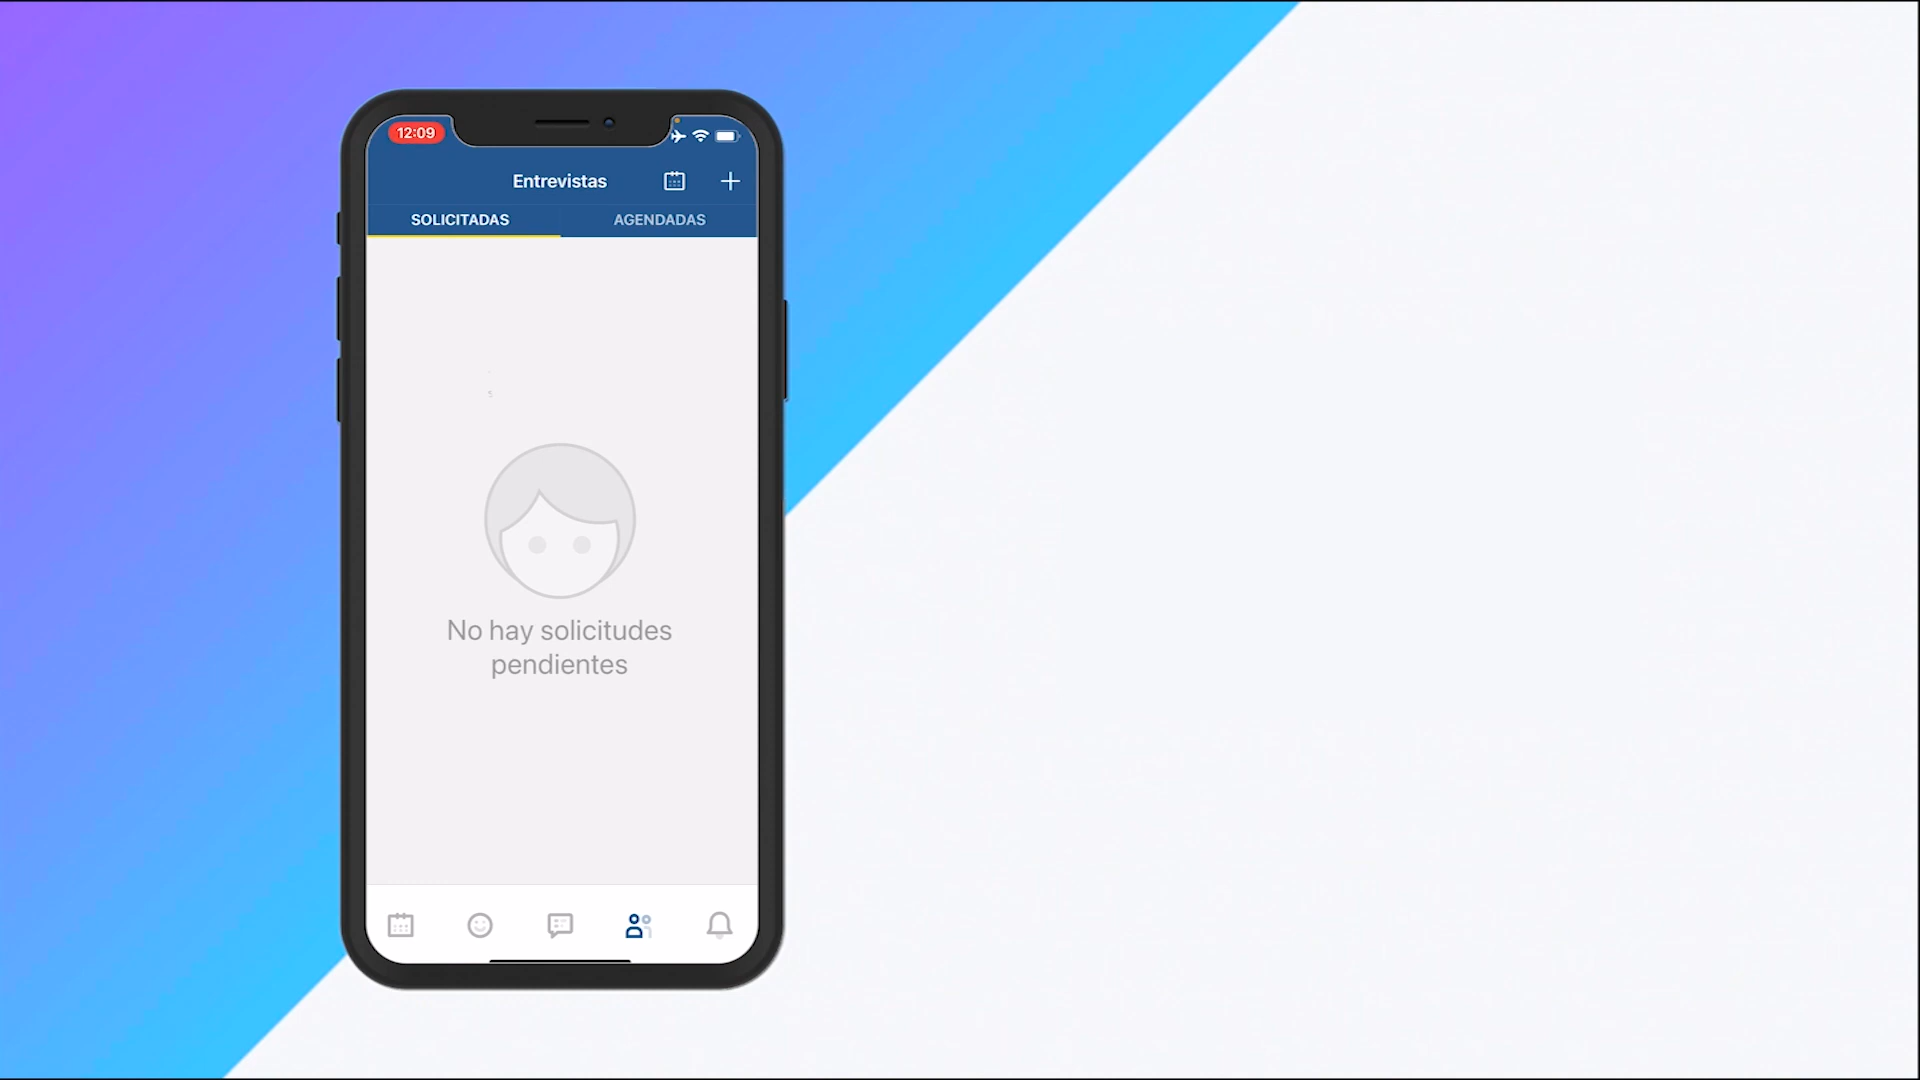 12:09
Entrevistas
SOLICITADAS
AGENDADAS
No hay solicitudes
pendientes